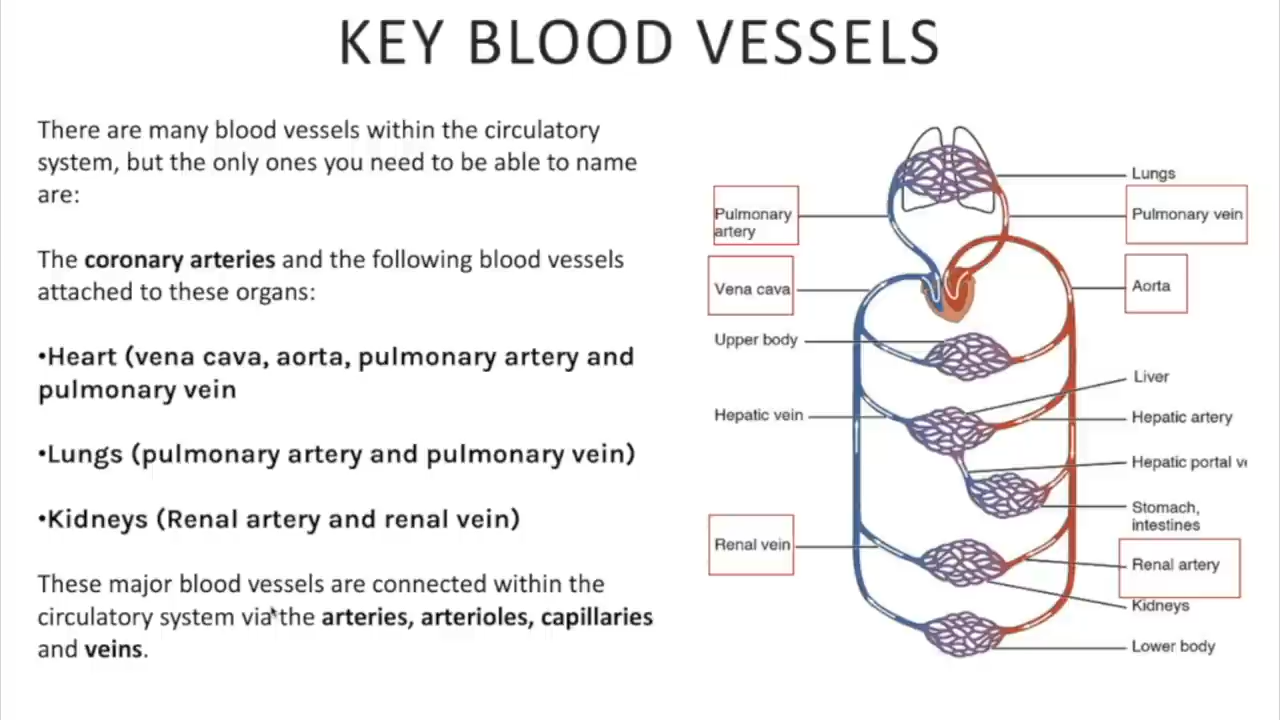 KEY BLOOD VESSELS
There are many blood vessels within the circulatory
system, but the only ones you need to be able to name
are:
The coronary arteries and the following blood vessels
attached to these organs:
•Heart (vena cava, aorta, pulmonary artery and
pulmonary vein
•Lungs (pulmonary artery and pulmonary vein)
•Kidneys (Renal artery and renal vein)
These major blood vessels are connected within the
circulatory system via the arteries, arterioles, capillaries
and veins.
Lungs
Pulmonary
artery
Pulmonary vein
Vena cava
Aorta
Upper body
Liver
Hepatic vein
Hepatic artery
Hepatic portal v
Stomach,
intestines
Renal vein
Renal artery
Kidneys
Lower body